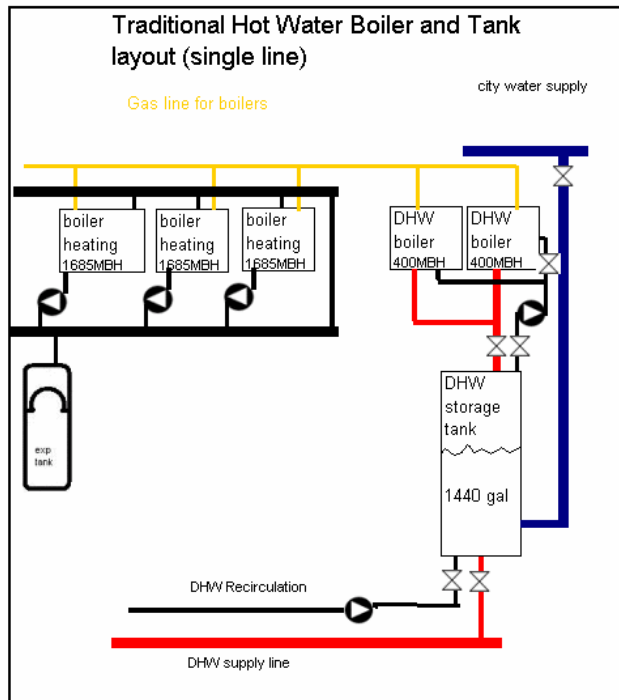 Traditional Hot Water Boiler and Tank
layout (single line)
city water supply
Gas line for boilers
boiler
heating
1685MBH
boiler
heating
1685MBH
boiler
heating
1685MBH
DHW
boiler
400MBH
DHW
boiler
400MBH
DHW
storage
tank
1440 gal
exp
tank
DHW Recirculation
DHW supply line